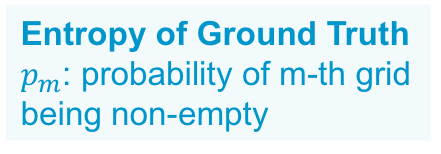 Entropy of Ground Truth
pₘ: probability of m-th grid
being non-empty